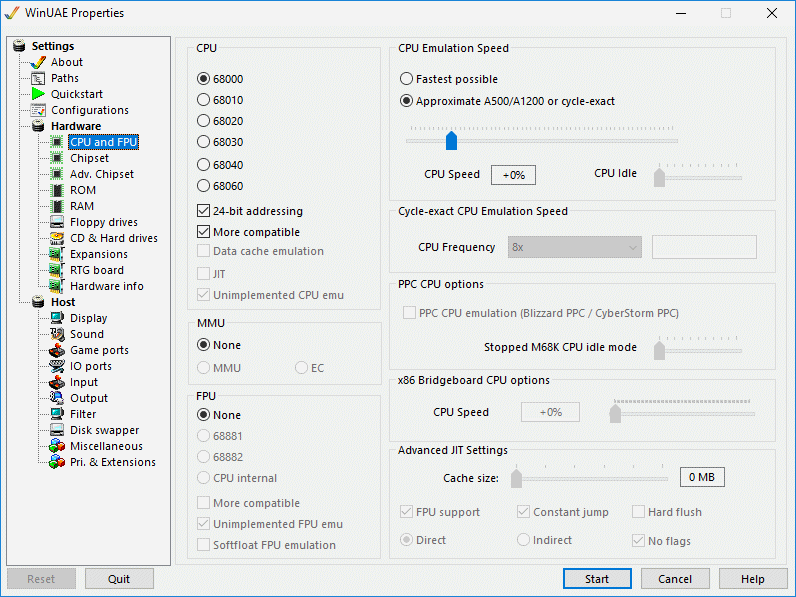 WinUAE Properties
Settings
About
Paths
Quickstart
Configurations
Hardware
CPU and FPU
Chipset
Adv. Chipset
ROM
RAM
Floppy drives
CD & Hard drives
Expansions
RTG board
Hardware info
Host
Display
Sound
Game ports
IO ports
Input
Output
Filter
Disk swapper
Miscellaneous
Pri. & Extensions
CPU
68000
68010
68020
68030
68040
68060
24-bit addressing
More compatible
Data cache emulation
JIT
Unimplemented CPU emu
MMU
None
MMU EC
FPU
None
68881
68882
CPU internal
More compatible
Unimplemented FPU emu
Softfloat FPU emulation
CPU Emulation Speed
Fastest possible
Approximate A500/A1200 or cycle-exact
CPU Speed +0% CPU Idle
Cycle-exact CPU Emulation Speed
CPU Frequency 8x
PPC CPU options
PPC CPU emulation (Blizzard PPC / CyberStorm PPC)
Stopped M68K CPU idle mode
x86 Bridgeboard CPU options
CPU Speed +0%
Advanced JIT Settings
Cache size: 0 MB
FPU support Constant jump Hard flush
Direct Indirect No flags
Reset Quit Start Cancel Help